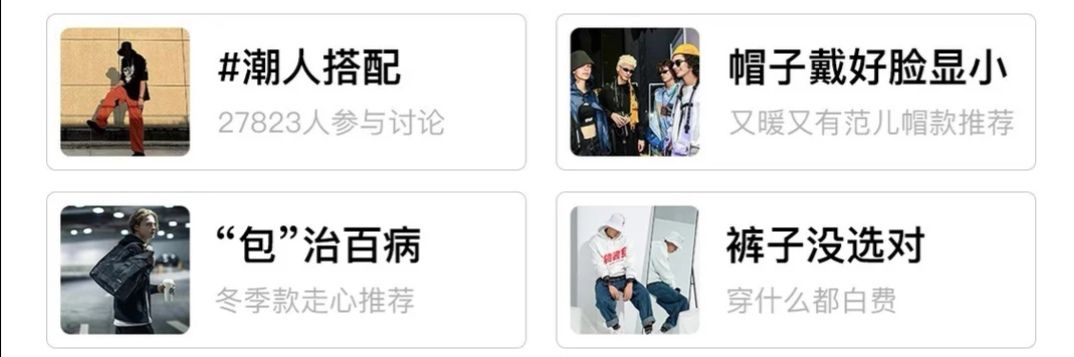 #潮人搭配
27823人参与讨论
帽子戴好脸显小
又暖又有范儿帽款推荐
“包”治百病
冬季款走心推荐
裤子没选对
穿什么都白费